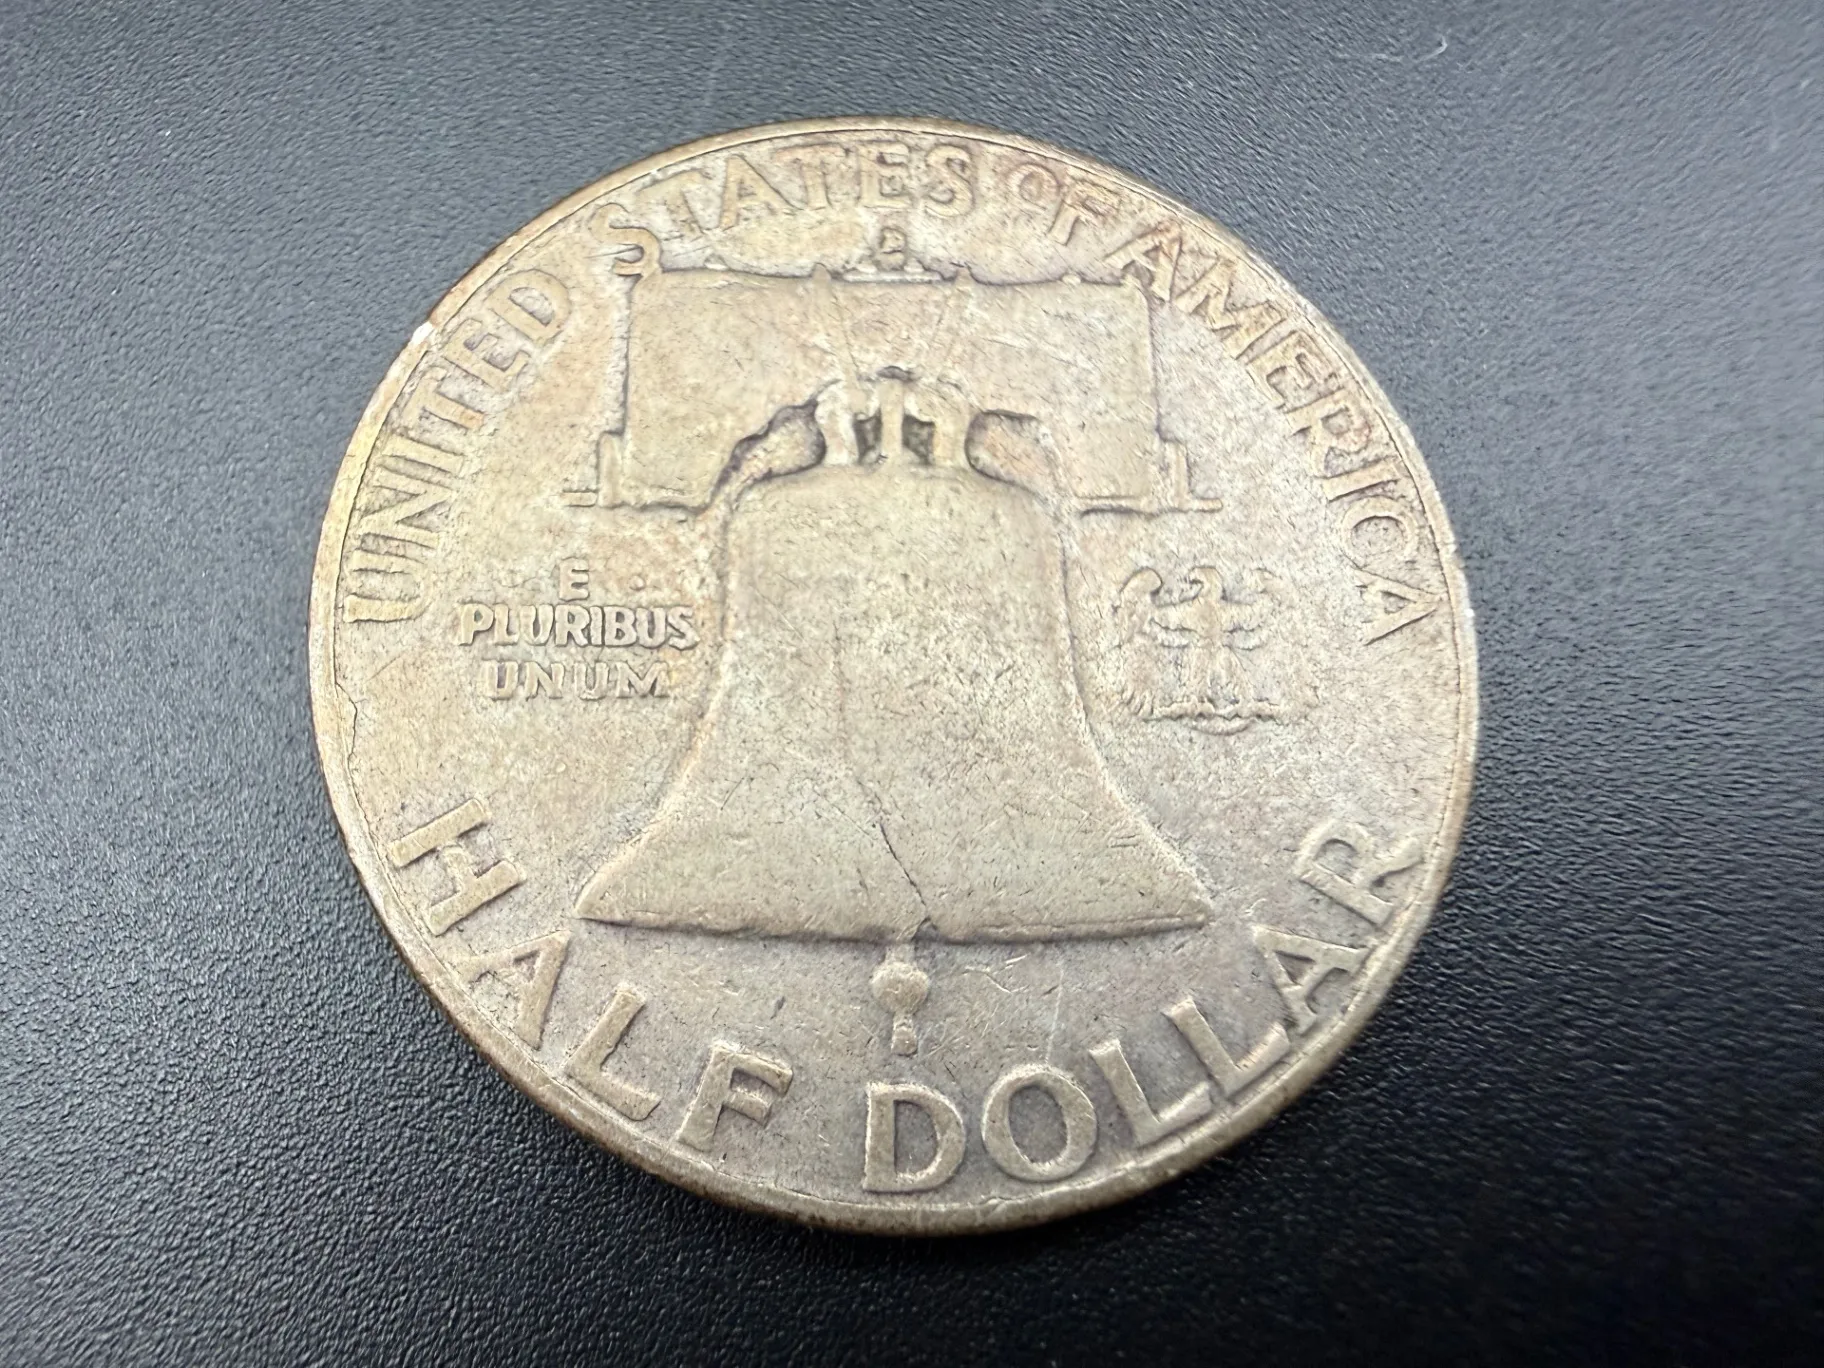 UNITED STATES OF AMERICA
D
E
PLURIBUS
UNUM
HALF DOLLAR